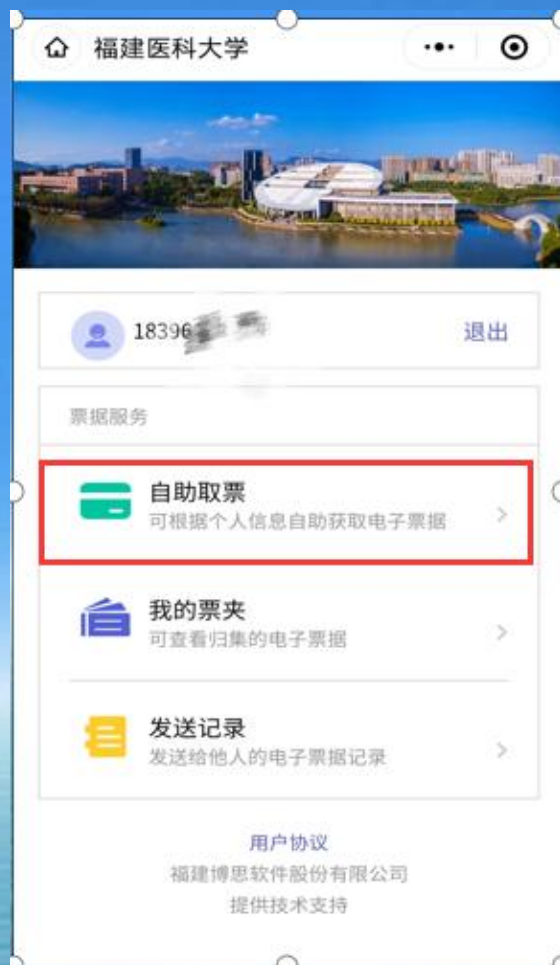 福建医科大学
18396
退出
票据服务
自助取票
可根据个人信息自助获取电子票据
我的票夹
可查看归集的电子票据
发送记录
发送给他人的电子票据记录
用户协议
福建博思软件股份有限公司
提供技术支持